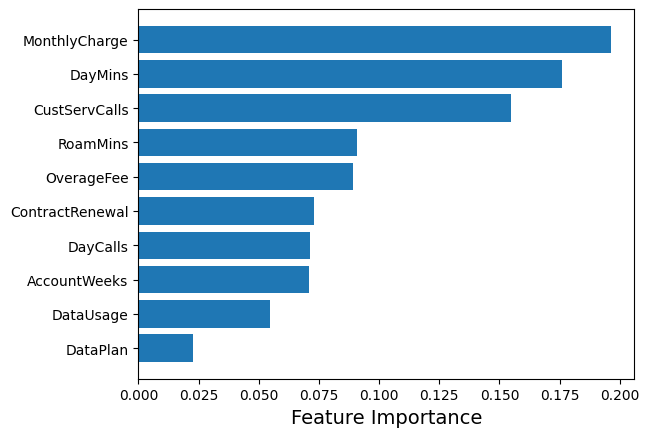 MonthlyCharge
DayMins
CustServCalls
RoamMins
OverageFee
ContractRenewal
DayCalls
AccountWeeks
DataUsage
DataPlan
0.000 0.025 0.050 0.075 0.100 0.125 0.150 0.175 0.200
Feature Importance